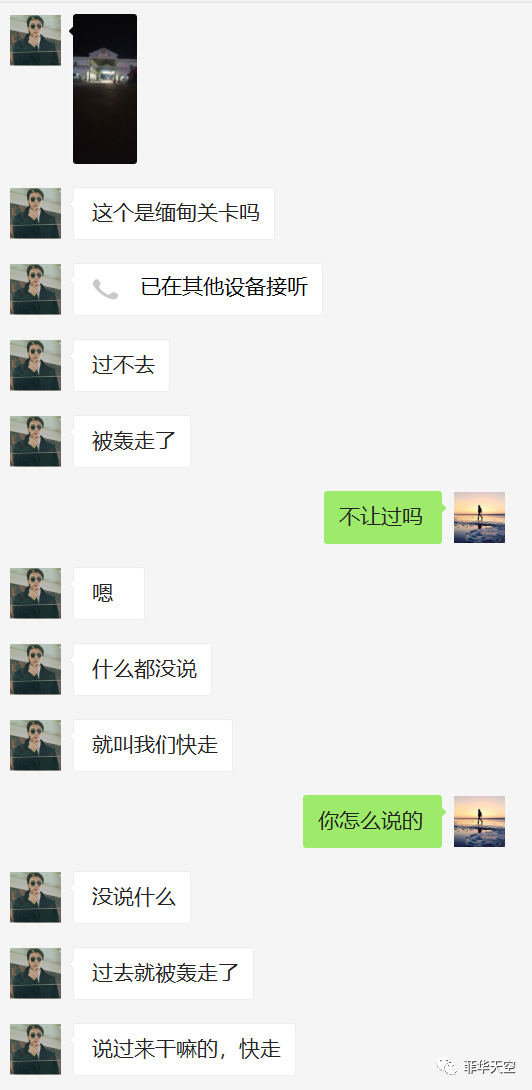 这个是缅甸关卡吗
已在其他设备接听
过不去
被轰走了
不让过吗
嗯
什么都没说
就叫我们快走
你怎么说的
没说什么
过去就被轰走了
说过来干嘛的，快走
菲华天空